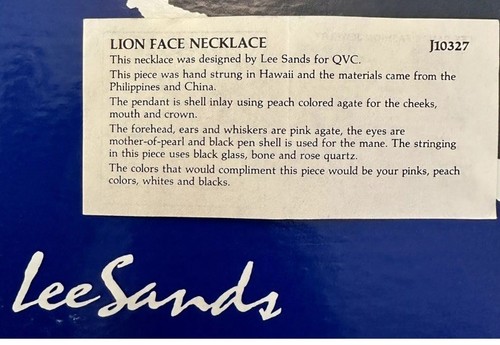 LION FACE NECKLACE J10327
This necklace was designed by Lee Sands for QVC.
This piece was hand strung in Hawaii and the materials came from the
Philippines and China.
The pendant is shell inlay using peach colored agate for the cheeks,
mouth and crown.
The forehead, ears and whiskers are pink agate, the eyes are
mother-of-pearl and black pen shell is used for the mane. The stringing
in this piece uses black glass, bone and rose quartz.
The colors that would compliment this piece would be your pinks, peach
colors, whites and blacks.
Lee Sands